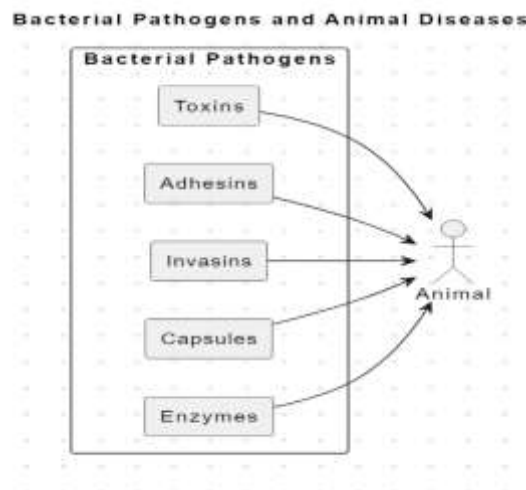 Bacterial Pathogens and Animal Diseases
Bacterial Pathogens
Toxins
Adhesins
Invasins
Animal
Capsules
Enzymes